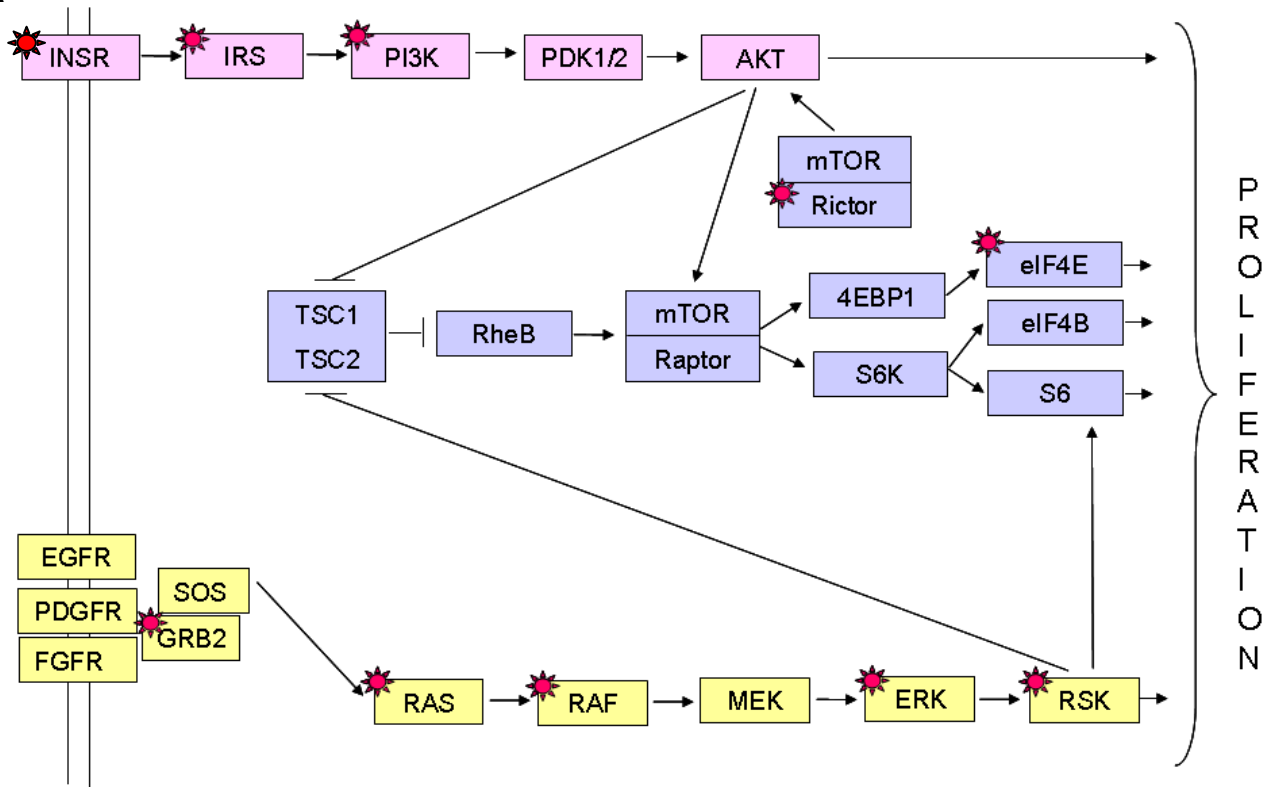 INSR
IRS
PI3K
PDK1/2
AKT
mTOR
Rictor
eIF4E
4EBP1
eIF4B
TSC1
TSC2
RheB
mTOR
Raptor
S6K
S6
EGFR
PDGFR
FGFR
SOS
GRB2
RAS
RAF
MEK
ERK
RSK
PROLIFERATION